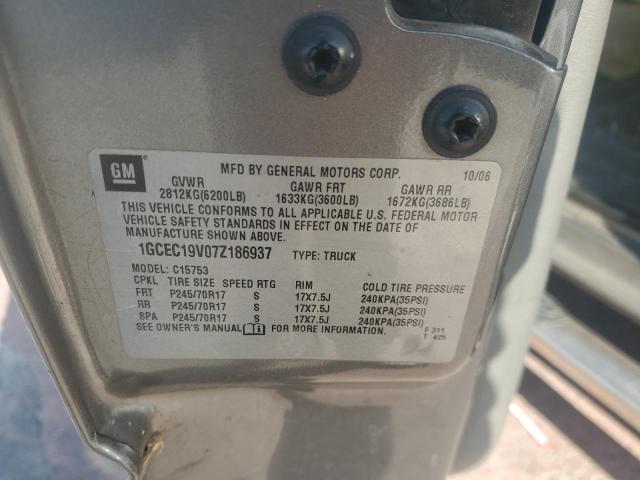 GM
MFD BY GENERAL MOTORS CORP. 10/06
GVWR GAWR FRT GAWR RR
2812KG(6200LB) 1633KG(3600LB) 1672KG(3686LB)
THIS VEHICLE CONFORMS TO ALL APPLICABLE U.S. FEDERAL MOTOR
VEHICLE SAFETY STANDARDS IN EFFECT ON THE DATE OF
MANUFACTURE SHOWN ABOVE.
1GCEC19V07Z186937 TYPE: TRUCK
MODEL: C15753
CPKL TIRE SIZE SPEED RTG RIM COLD TIRE PRESSURE
FRT P245/70R17 S 17X7.5J 240KPA(35PSI)
RR P245/70R17 S 17X7.5J 240KPA(35PSI)
SPA P245/70R17 S 17X7.5J 240KPA(35PSI)
SEE OWNER'S MANUAL FOR MORE INFORMATION. F 311
T 425